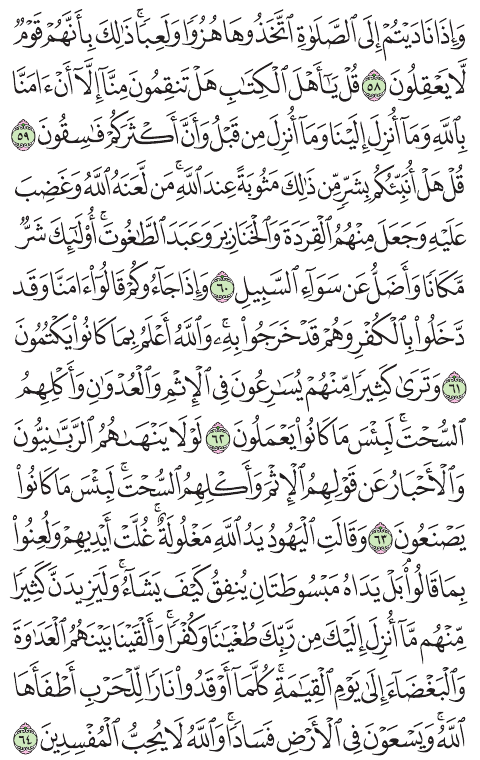 وَإِذَا نَادَيْتُمْ إِلَى ٱلصَّلَوٰةِ ٱتَّخَذُوهَا هُزُوًا وَلَعِبًا ۚ ذَٰلِكَ بِأَنَّهُمْ قَوْمٌ
لَّا يَعْقِلُونَ ٥٨ قُلْ يَـٰٓأَهْلَ ٱلْكِتَـٰبِ هَلْ تَنقِمُونَ مِنَّآ إِلَّآ أَنْ ءَامَنَّا
بِٱللَّهِ وَمَآ أُنزِلَ إِلَيْنَا وَمَآ أُنزِلَ مِن قَبْلُ وَأَنَّ أَكْثَرَكُمْ فَـٰسِقُونَ ٥٩
قُلْ هَلْ أُنَبِّئُكُم بِشَرٍّ مِّن ذَٰلِكَ مَثُوبَةً عِندَ ٱللَّهِ ۚ مَن لَّعَنَهُ ٱللَّهُ وَغَضِبَ
عَلَيْهِ وَجَعَلَ مِنْهُمُ ٱلْقِرَدَةَ وَٱلْخَنَازِيرَ وَعَبَدَ ٱلطَّـٰغُوتَ ۚ أُو۟لَـٰٓئِكَ شَرٌّ
مَّكَانًا وَأَضَلُّ عَن سَوَآءِ ٱلسَّبِيلِ ٦٠ وَإِذَا جَآءُوكُمْ قَالُوٓا۟ ءَامَنَّا وَقَد
دَّخَلُوا۟ بِٱلْكُفْرِ وَهُمْ قَدْ خَرَجُوا۟ بِهِۦ ۚ وَٱللَّهُ أَعْلَمُ بِمَا كَانُوا۟ يَكْتُمُونَ
٦١ وَتَرَىٰ كَثِيرًا مِّنْهُمْ يُسَـٰرِعُونَ فِى ٱلْإِثْمِ وَٱلْعُدْوَٰنِ وَأَكْلِهِمُ
ٱلسُّحْتَ ۚ لَبِئْسَ مَا كَانُوا۟ يَعْمَلُونَ ٦٢ لَوْلَا يَنْهَىٰهُمُ ٱلرَّبَّـٰنِيُّونَ
وَٱلْأَحْبَارُ عَن قَوْلِهِمُ ٱلْإِثْمَ وَأَكْلِهِمُ ٱلسُّحْتَ ۚ لَبِئْسَ مَا كَانُوا۟
يَصْنَعُونَ ٦٣ وَقَالَتِ ٱلْيَهُودُ يَدُ ٱللَّهِ مَغْلُولَةٌ ۚ غُلَّتْ أَيْدِيهِمْ وَلُعِنُوا۟
بِمَا قَالُوا۟ ۘ بَلْ يَدَاهُ مَبْسُوطَتَانِ يُنفِقُ كَيْفَ يَشَآءُ ۚ وَلَيَزِيدَنَّ كَثِيرًا
مِّنْهُم مَّآ أُنزِلَ إِلَيْكَ مِن رَّبِّكَ طُغْيَـٰنًا وَكُفْرًا ۚ وَأَلْقَيْنَا بَيْنَهُمُ ٱلْعَدَٰوَةَ
وَٱلْبَغْضَآءَ إِلَىٰ يَوْمِ ٱلْقِيَـٰمَةِ ۚ كُلَّمَآ أَوْقَدُوا۟ نَارًا لِّلْحَرْبِ أَطْفَأَهَا
ٱللَّهُ ۚ وَيَسْعَوْنَ فِى ٱلْأَرْضِ فَسَادًا ۚ وَٱللَّهُ لَا يُحِبُّ ٱلْمُفْسِدِينَ ٦٤